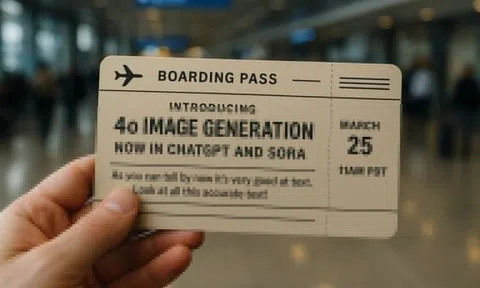 BOARDING PASS
INTRODUCING
4o IMAGE GENERATION
NOW IN CHATGPT AND SORA
As you can tell by now it's very good at text.
Look at all this accurate text!
MARCH
25
11AM PDT